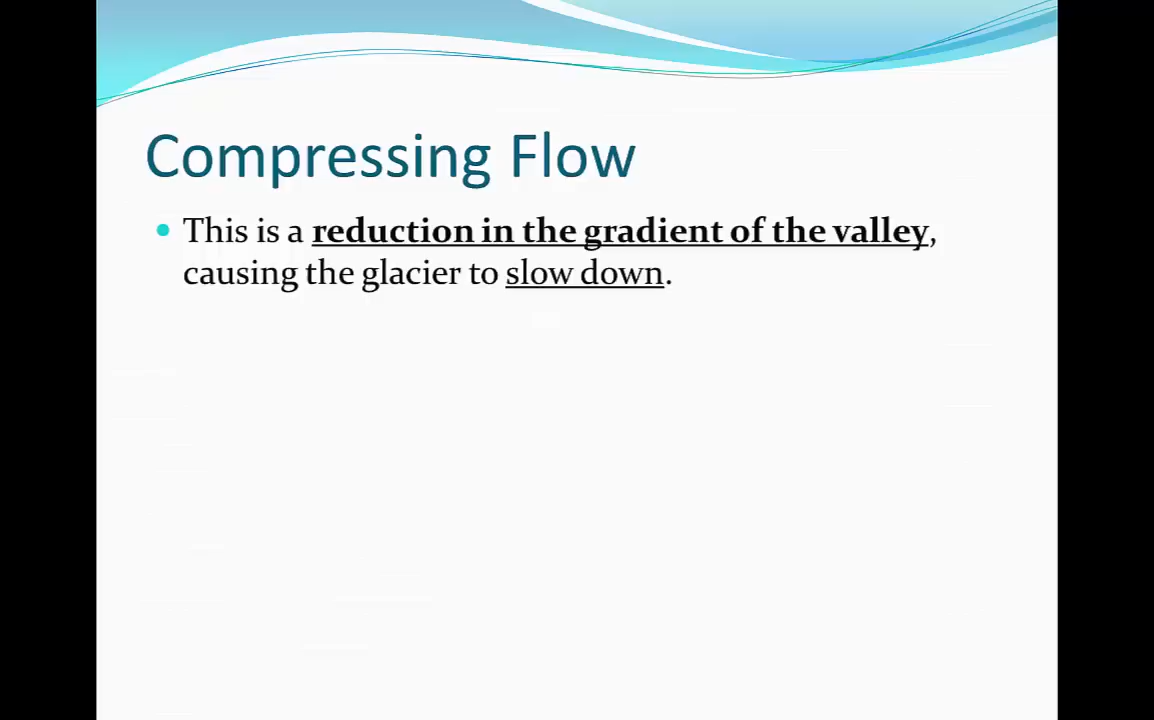 Compressing Flow
• This is a reduction in the gradient of the valley,
causing the glacier to slow down.